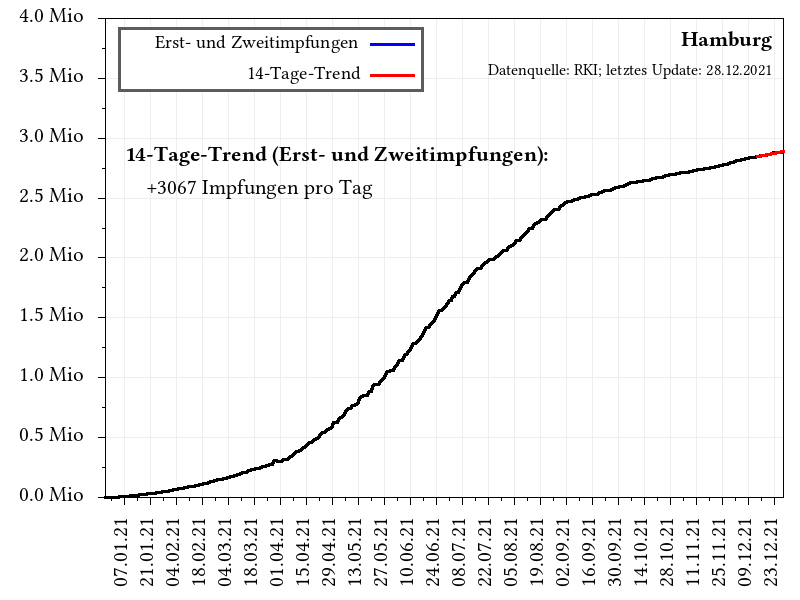 4.0 Mio
3.5 Mio
3.0 Mio
2.5 Mio
2.0 Mio
1.5 Mio
1.0 Mio
0.5 Mio
0.0 Mio
Erst- und Zweitimpfungen
14-Tage-Trend
Hamburg
Datenquelle: RKI; letztes Update: 28.12.2021
14-Tage-Trend (Erst- und Zweitimpfungen):
+3067 Impfungen pro Tag
07.01.21
21.01.21
04.02.21
18.02.21
04.03.21
18.03.21
01.04.21
15.04.21
29.04.21
13.05.21
27.05.21
10.06.21
24.06.21
08.07.21
22.07.21
05.08.21
19.08.21
02.09.21
16.09.21
30.09.21
14.10.21
28.10.21
11.11.21
25.11.21
09.12.21
23.12.21